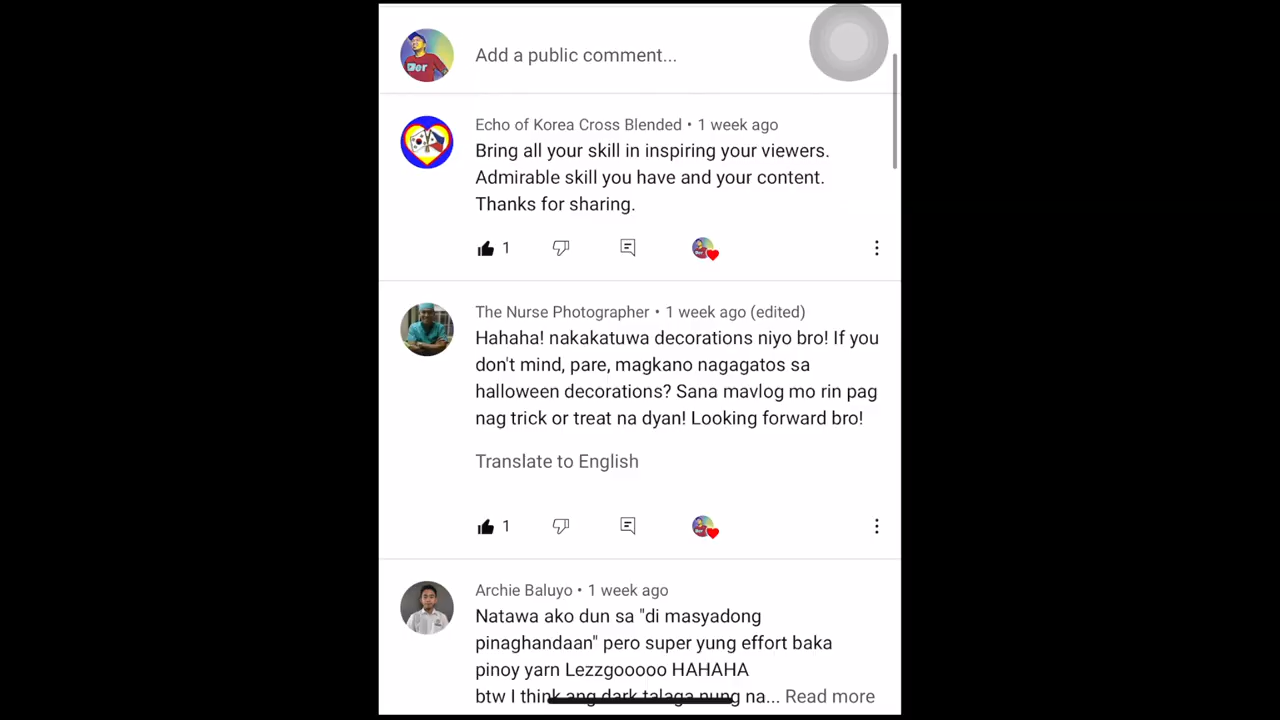 Add a public comment...
Echo of Korea Cross Blended • 1 week ago
Bring all your skill in inspiring your viewers.
Admirable skill you have and your content.
Thanks for sharing.
1
The Nurse Photographer • 1 week ago (edited)
Hahaha! nakakatuwa decorations niyo bro! If you
don't mind, pare, magkano nagagatos sa
halloween decorations? Sana mavlog mo rin pag
nag trick or treat na dyan! Looking forward bro!
Translate to English
1
Archie Baluyo • 1 week ago
Natawa ako dun sa "di masyadong
pinaghandaan" pero super yung effort baka
pinoy yarn Lezzgooooo HAHAHA
btw I think ang dark talaga nung na... Read more